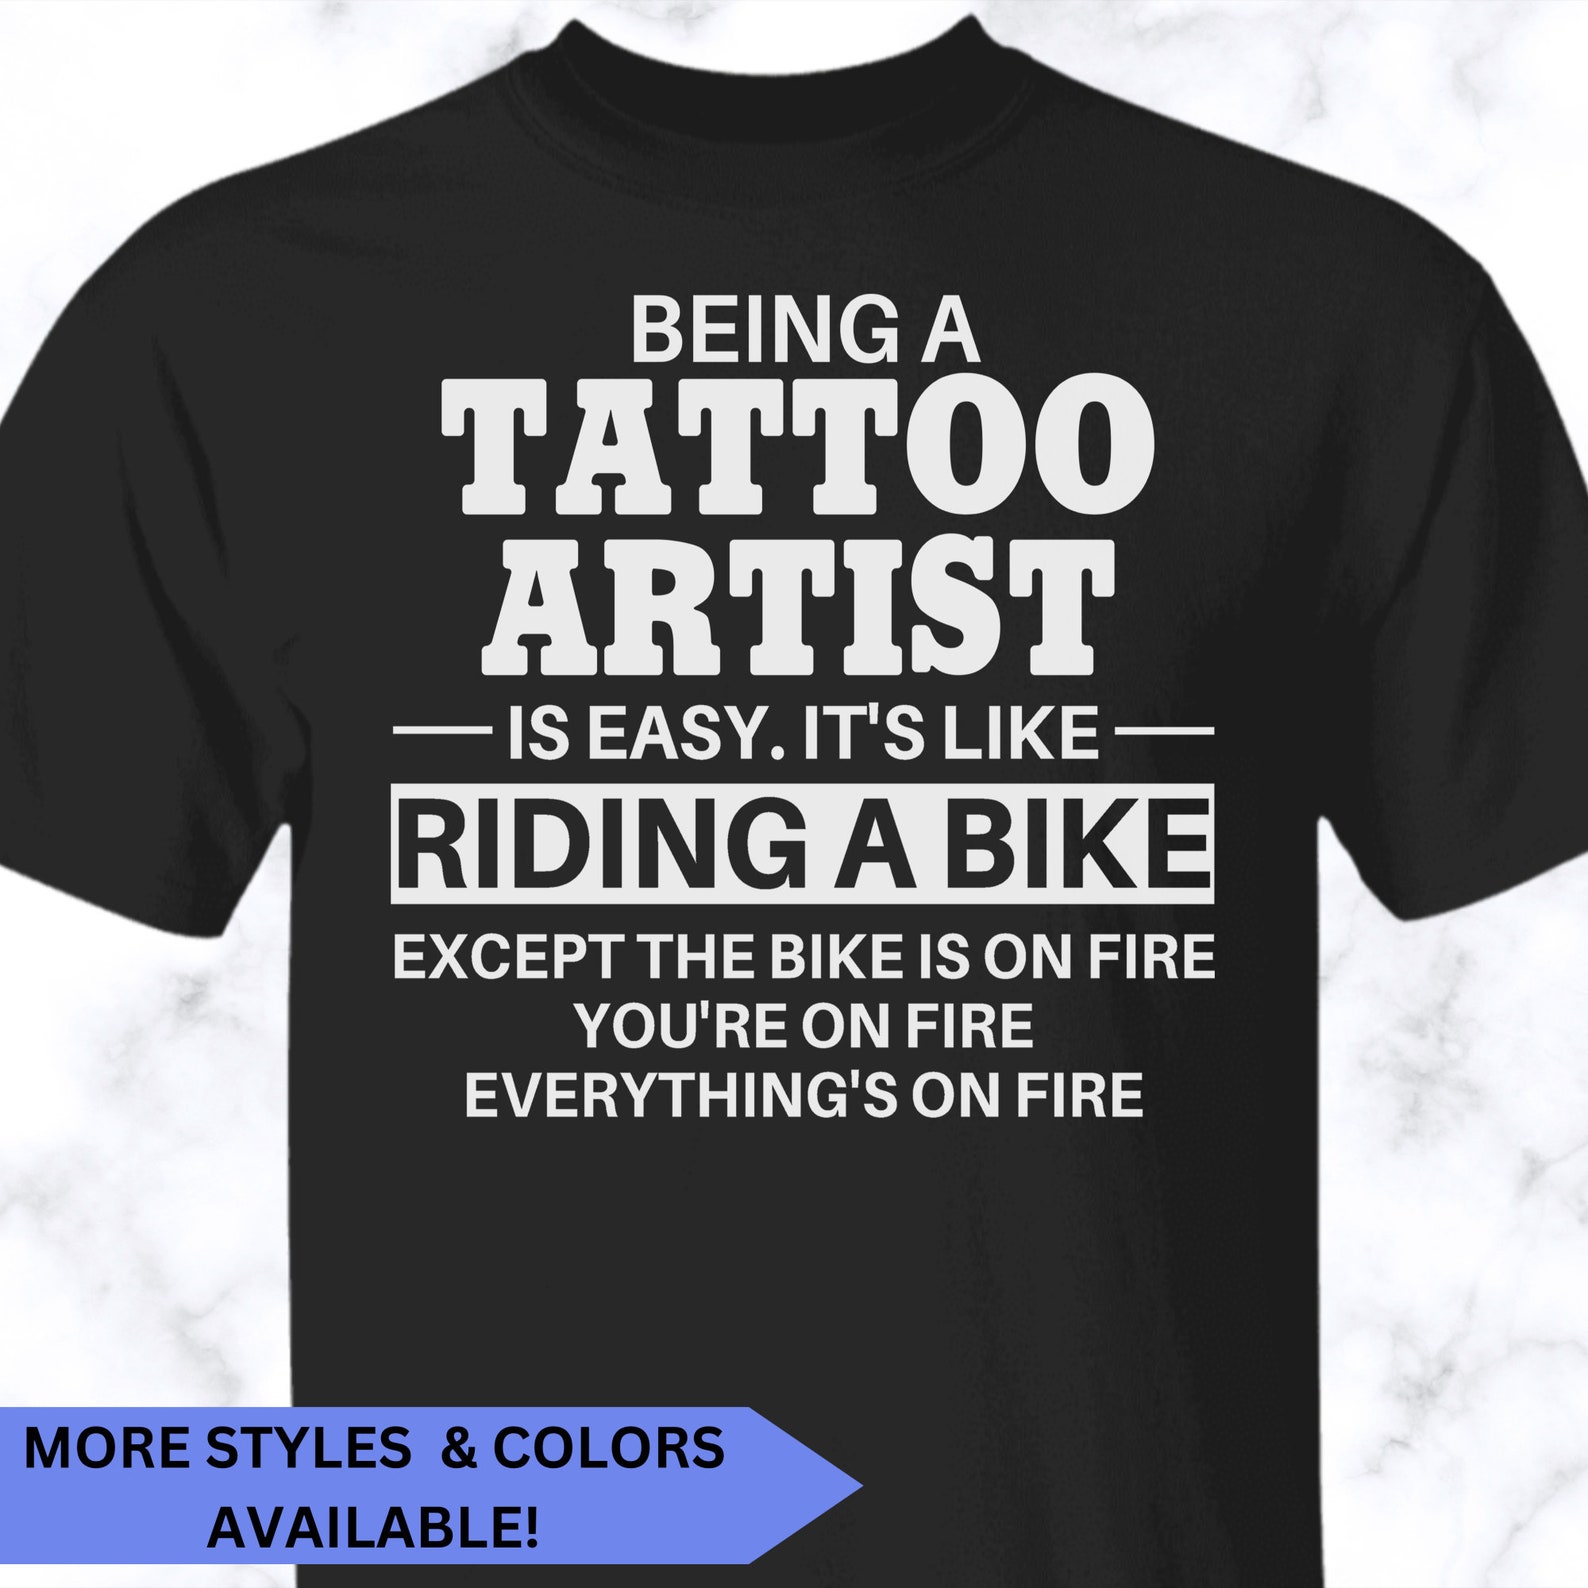 BEING A
TATTOO
ARTIST
IS EASY. IT'S LIKE
RIDING A BIKE
EXCEPT THE BIKE IS ON FIRE
YOU'RE ON FIRE
EVERYTHING'S ON FIRE
MORE STYLES & COLORS
AVAILABLE!